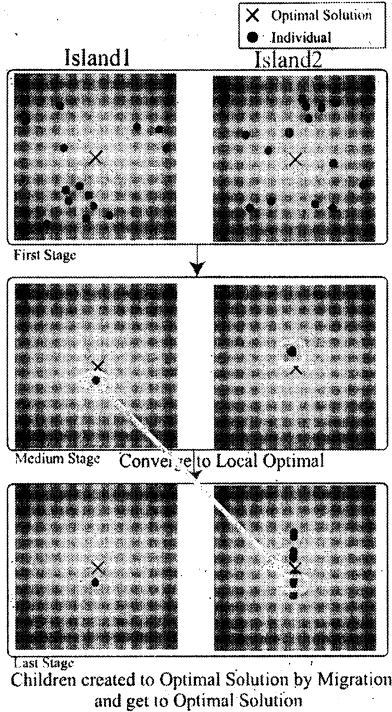 Optimal Solution
Individual
Island1
Island2
First Stage
Medium Stage
Converge to Local Optimal
Last Stage
Children created to Optimal Solution by Migration
and get to Optimal Solution